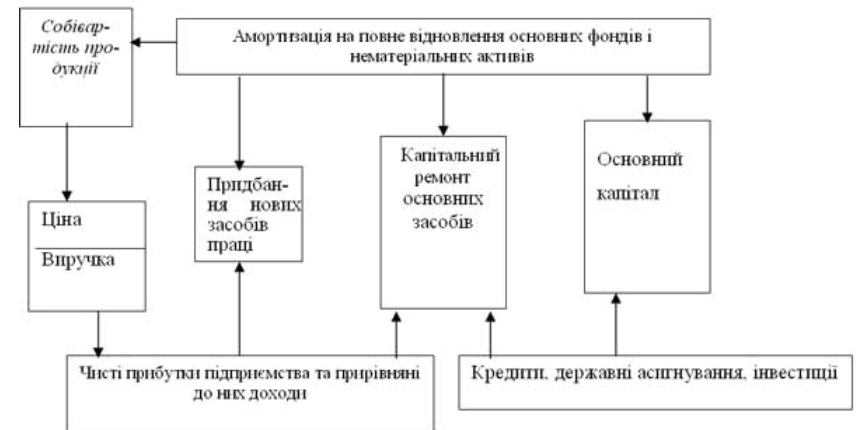 Собівар-
тість про-
дукції
Амортизація на повне відновлення основних фондів і
нематеріальних активів
Придбан-
ня нових
засобів
праці
Капітальний
ремонт
основних
засобів
Основний
капітал
Ціна
Виручка
Чисті прибутки підприємства та прирівняні
до них доходи
Кредити, державні асигнування, інвестиції